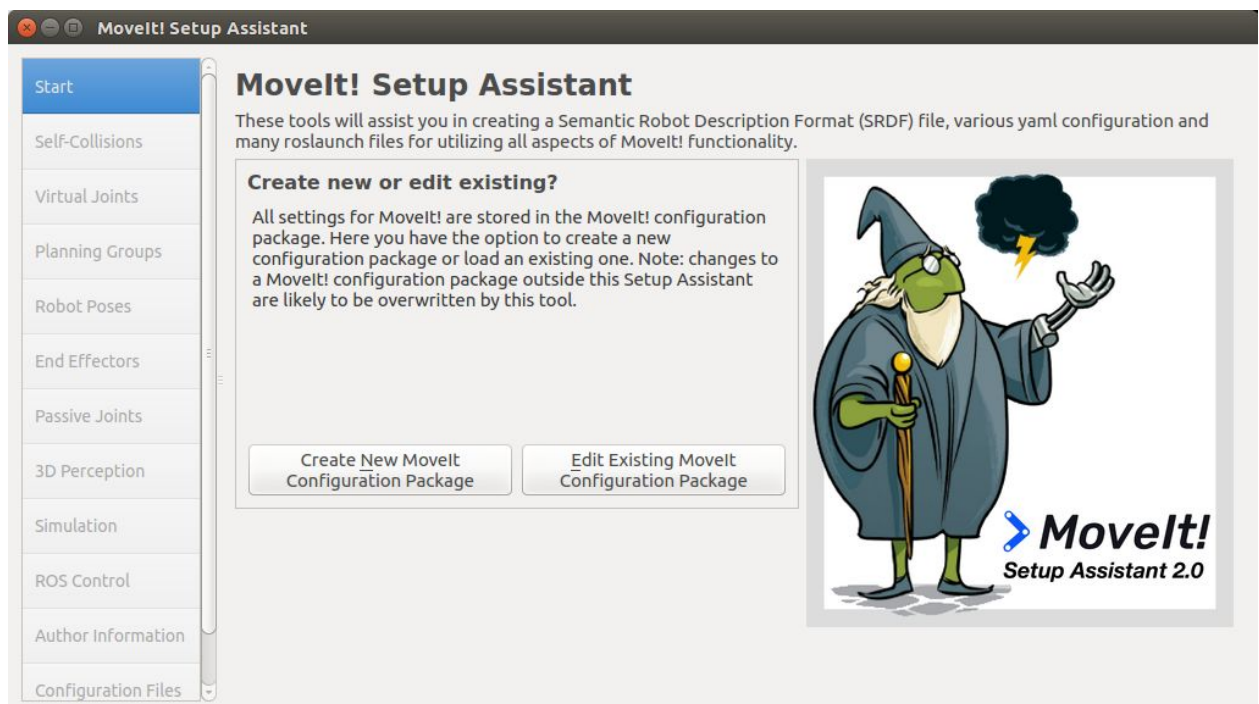 MoveIt! Setup Assistant
Start
Self-Collisions
Virtual Joints
Planning Groups
Robot Poses
End Effectors
Passive Joints
3D Perception
Simulation
ROS Control
Author Information
Configuration Files
MoveIt! Setup Assistant
These tools will assist you in creating a Semantic Robot Description Format (SRDF) file, various yaml configuration and
many roslaunch files for utilizing all aspects of MoveIt! functionality.
Create new or edit existing?
All settings for MoveIt! are stored in the MoveIt! configuration
package. Here you have the option to create a new
configuration package or load an existing one. Note: changes to
a MoveIt! configuration package outside this Setup Assistant
are likely to be overwritten by this tool.
Create New MoveIt
Configuration Package
Edit Existing MoveIt
Configuration Package
MoveIt!
Setup Assistant 2.0